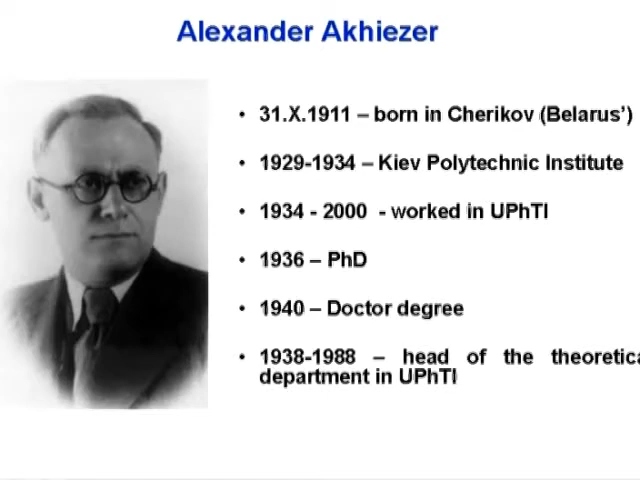 Alexander Akhiezer
• 31.X.1911 – born in Cherikov (Belarus’)
• 1929-1934 – Kiev Polytechnic Institute
• 1934 - 2000 - worked in UPhTI
• 1936 – PhD
• 1940 – Doctor degree
• 1938-1988 – head of the theoretica
department in UPhTI